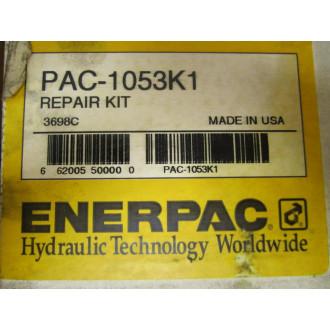 PAC-1053K1
REPAIR KIT
3698C MADE IN USA
6 62005 50000 0 PAC-1053K1
ENERPAC®
Hydraulic Technology Worldwide